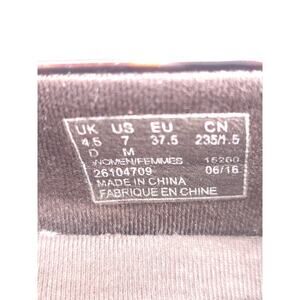 UK US EU CN
4.5 7 37.5 235/1.5
D M
WOMEN/FEMMES 15260
26104709 06/16
MADE IN CHINA
FABRIQUE EN CHINE